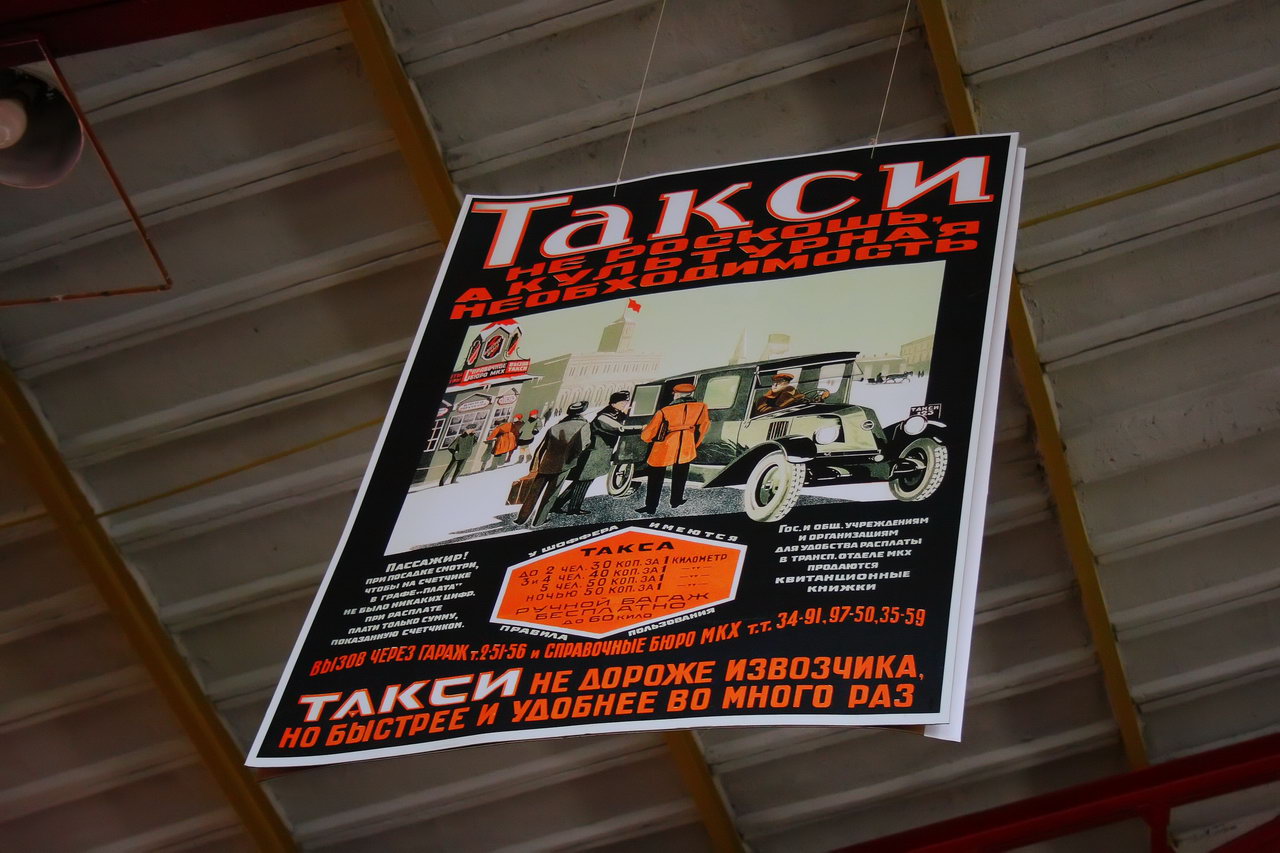 Такси
НЕ РОСКОШЬ,
А КУЛЬТУРНАЯ
НЕОБХОДИМОСТЬ
СПРАВОЧНОЕ
БЮРО МКХ
ВЫЗОВ
ТАКСИ
ТАКСИ
123
ПАССАЖИР!
ПРИ ПОСАДКЕ СМОТРИ,
ЧТОБЫ НА СЧЕТЧИКЕ
В ГРАФЕ „ПЛАТА"
НЕ БЫЛО НИКАКИХ ЦИФР.
ПРИ РАСПЛАТЕ
ПЛАТИ ТОЛЬКО СУММУ,
ПОКАЗАННУЮ СЧЕТЧИКОМ.
У ШОФФЕРА ИМЕЮТСЯ
ТАКСА
ДО 2 ЧЕЛ. 30 КОП. ЗА 1 КИЛОМЕТР
3 и 4 ЧЕЛ. 40 КОП. ЗА 1 —"—
5 ЧЕЛ. 50 КОП. ЗА 1 —"—
НОЧЬЮ 50 КОП. ЗА 1 —"—
РУЧНОЙ БАГАЖ
БЕСПЛАТНО
ДО 60 КИЛО
ПРАВИЛА ПОЛЬЗОВАНИЯ
ГОС. И ОБЩ. УЧРЕЖДЕНИЯМ
И ОРГАНИЗАЦИЯМ
ДЛЯ УДОБСТВА РАСПЛАТЫ
В ТРАНСП. ОТДЕЛЕ МКХ
ПРОДАЮТСЯ
КВИТАНЦИОННЫЕ
КНИЖКИ
ВЫЗОВ ЧЕРЕЗ ГАРАЖ т. 2-51-56 и СПРАВОЧНЫЕ БЮРО МКХ т.т. 34-91, 97-50, 35-59
ТАКСИ НЕ ДОРОЖЕ ИЗВОЗЧИКА,
НО БЫСТРЕЕ И УДОБНЕЕ ВО МНОГО РАЗ